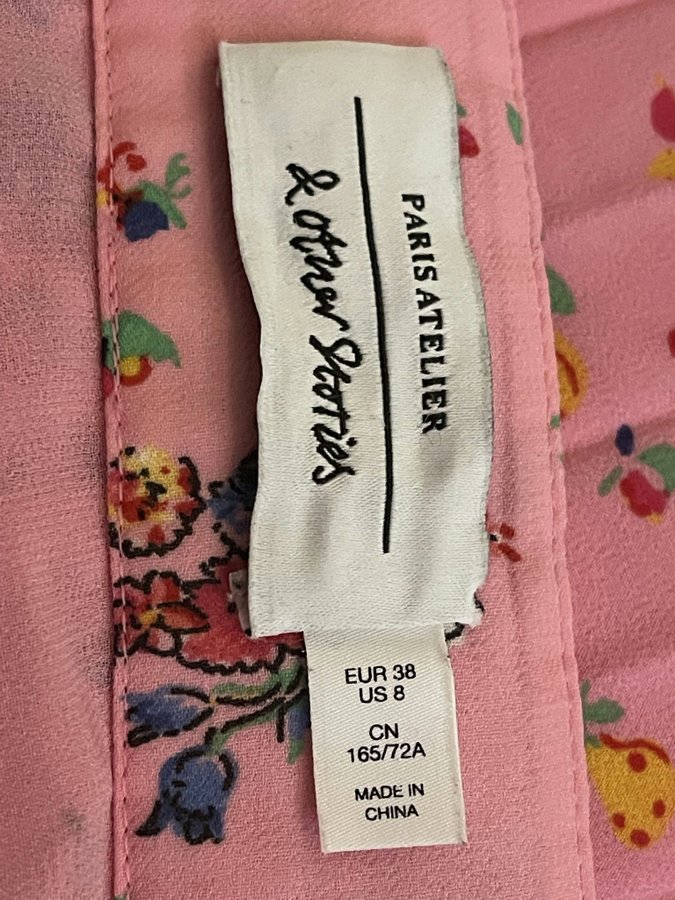 PARIS ATELIER
& other Stories
EUR 38
US 8
CN
165/72A
MADE IN
CHINA